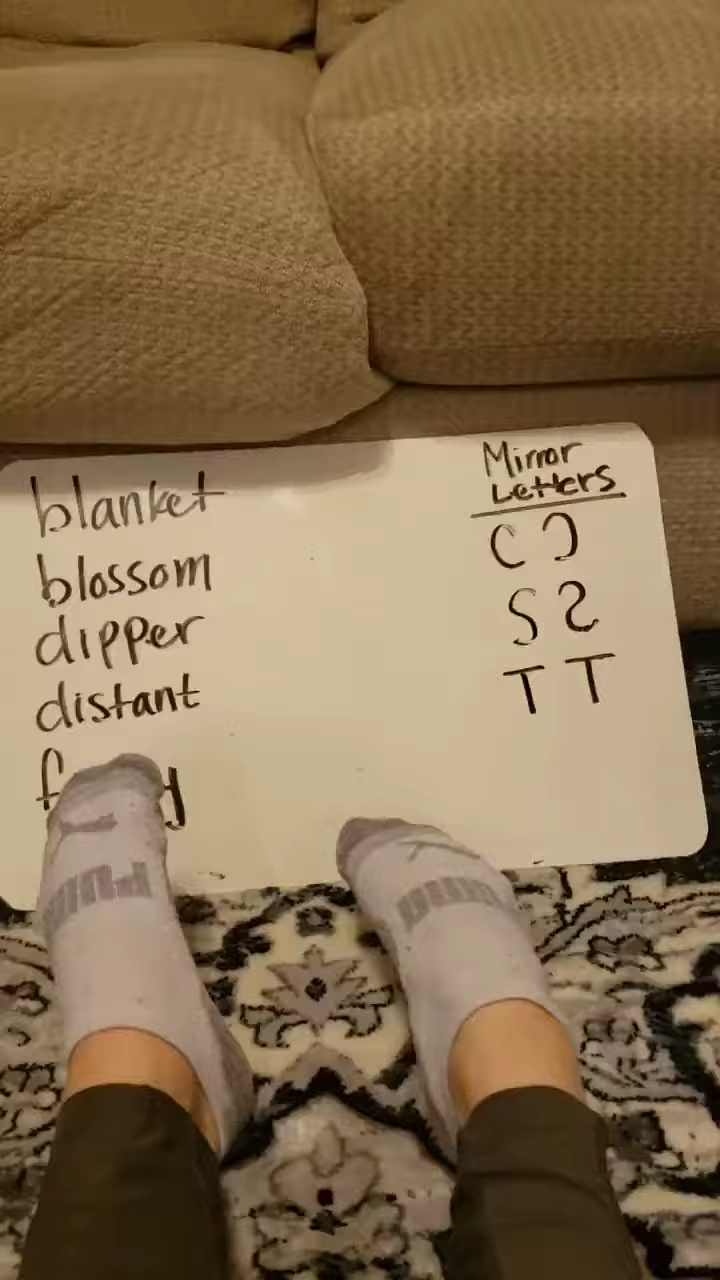 blanket
blossom
dipper
distant
Mirror
Letters
C Ɔ
S Ƨ
T T
PUMA
PUMA